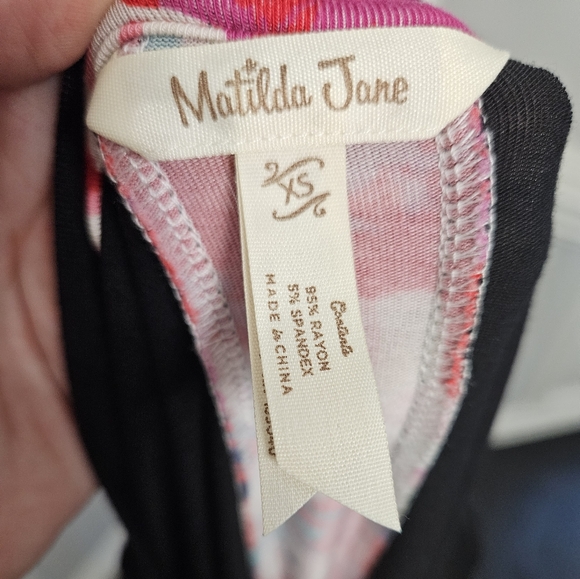 Matilda Jane
XS
Contents
95% RAYON
5% SPANDEX
MADE in CHINA